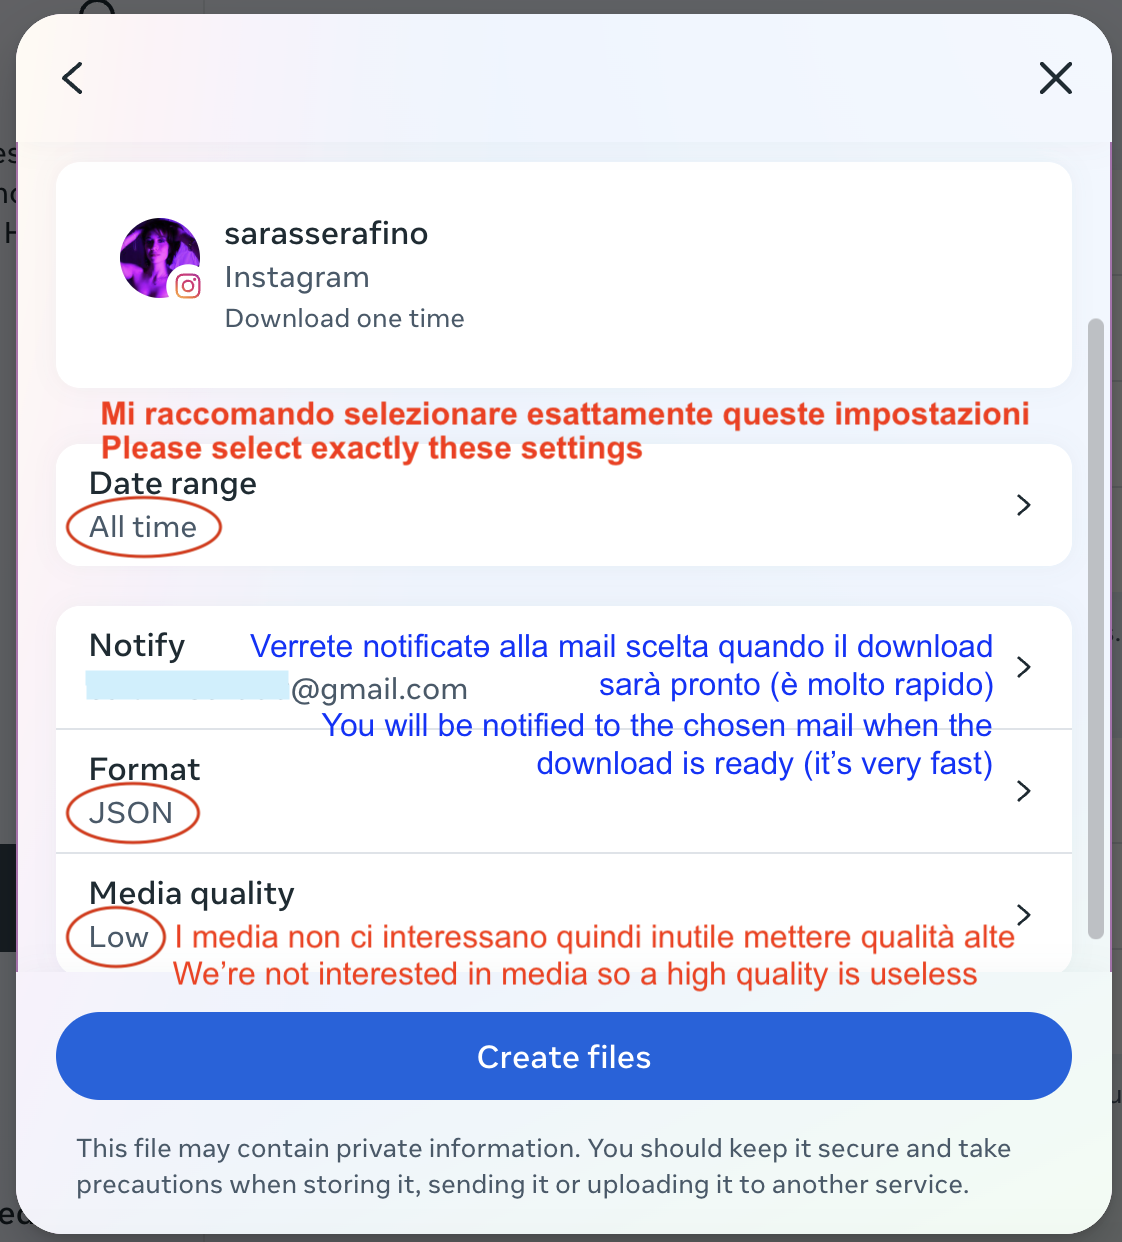 sarasserafino
Instagram
Download one time
Mi raccomando selezionare esattamente queste impostazioni
Please select exactly these settings
Date range
All time
Notify
Verrete notificatə alla mail scelta quando il download
sarà pronto (è molto rapido)
@gmail.com
You will be notified to the chosen mail when the
download is ready (it's very fast)
Format
JSON
Media quality
Low
I media non ci interessano quindi inutile mettere qualità alte
We're not interested in media so a high quality is useless
Create files
This file may contain private information. You should keep it secure and take
precautions when storing it, sending it or uploading it to another service.